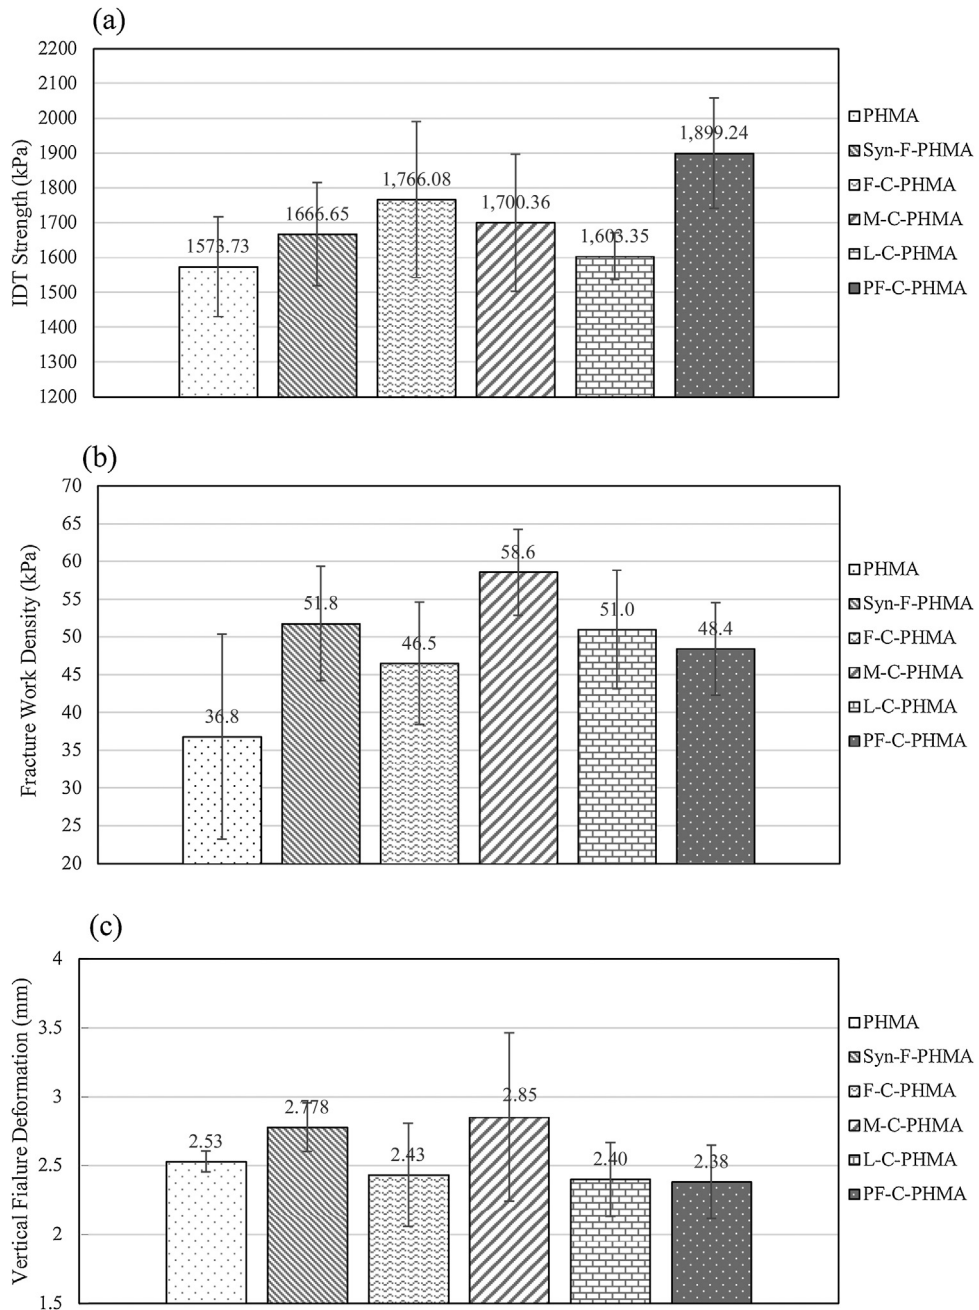 (a)
2200
2100
2000
1900
1800
1700
1600
1500
1400
1300
1200
IDT Strength (kPa)
1573.73
1666.65
1,766.08
1,700.36
1,603.35
1,899.24
PHMA
Syn-F-PHMA
F-C-PHMA
M-C-PHMA
L-C-PHMA
PF-C-PHMA
(b)
70
65
60
55
50
45
40
35
30
25
20
Fracture Work Density (kPa)
36.8
51.8
46.5
58.6
51.0
48.4
PHMA
Syn-F-PHMA
F-C-PHMA
M-C-PHMA
L-C-PHMA
PF-C-PHMA
(c)
4
3.5
3
2.5
2
1.5
Vertical Fialure Deformation (mm)
2.53
2.778
2.43
2.85
2.40
2.38
PHMA
Syn-F-PHMA
F-C-PHMA
M-C-PHMA
L-C-PHMA
PF-C-PHMA